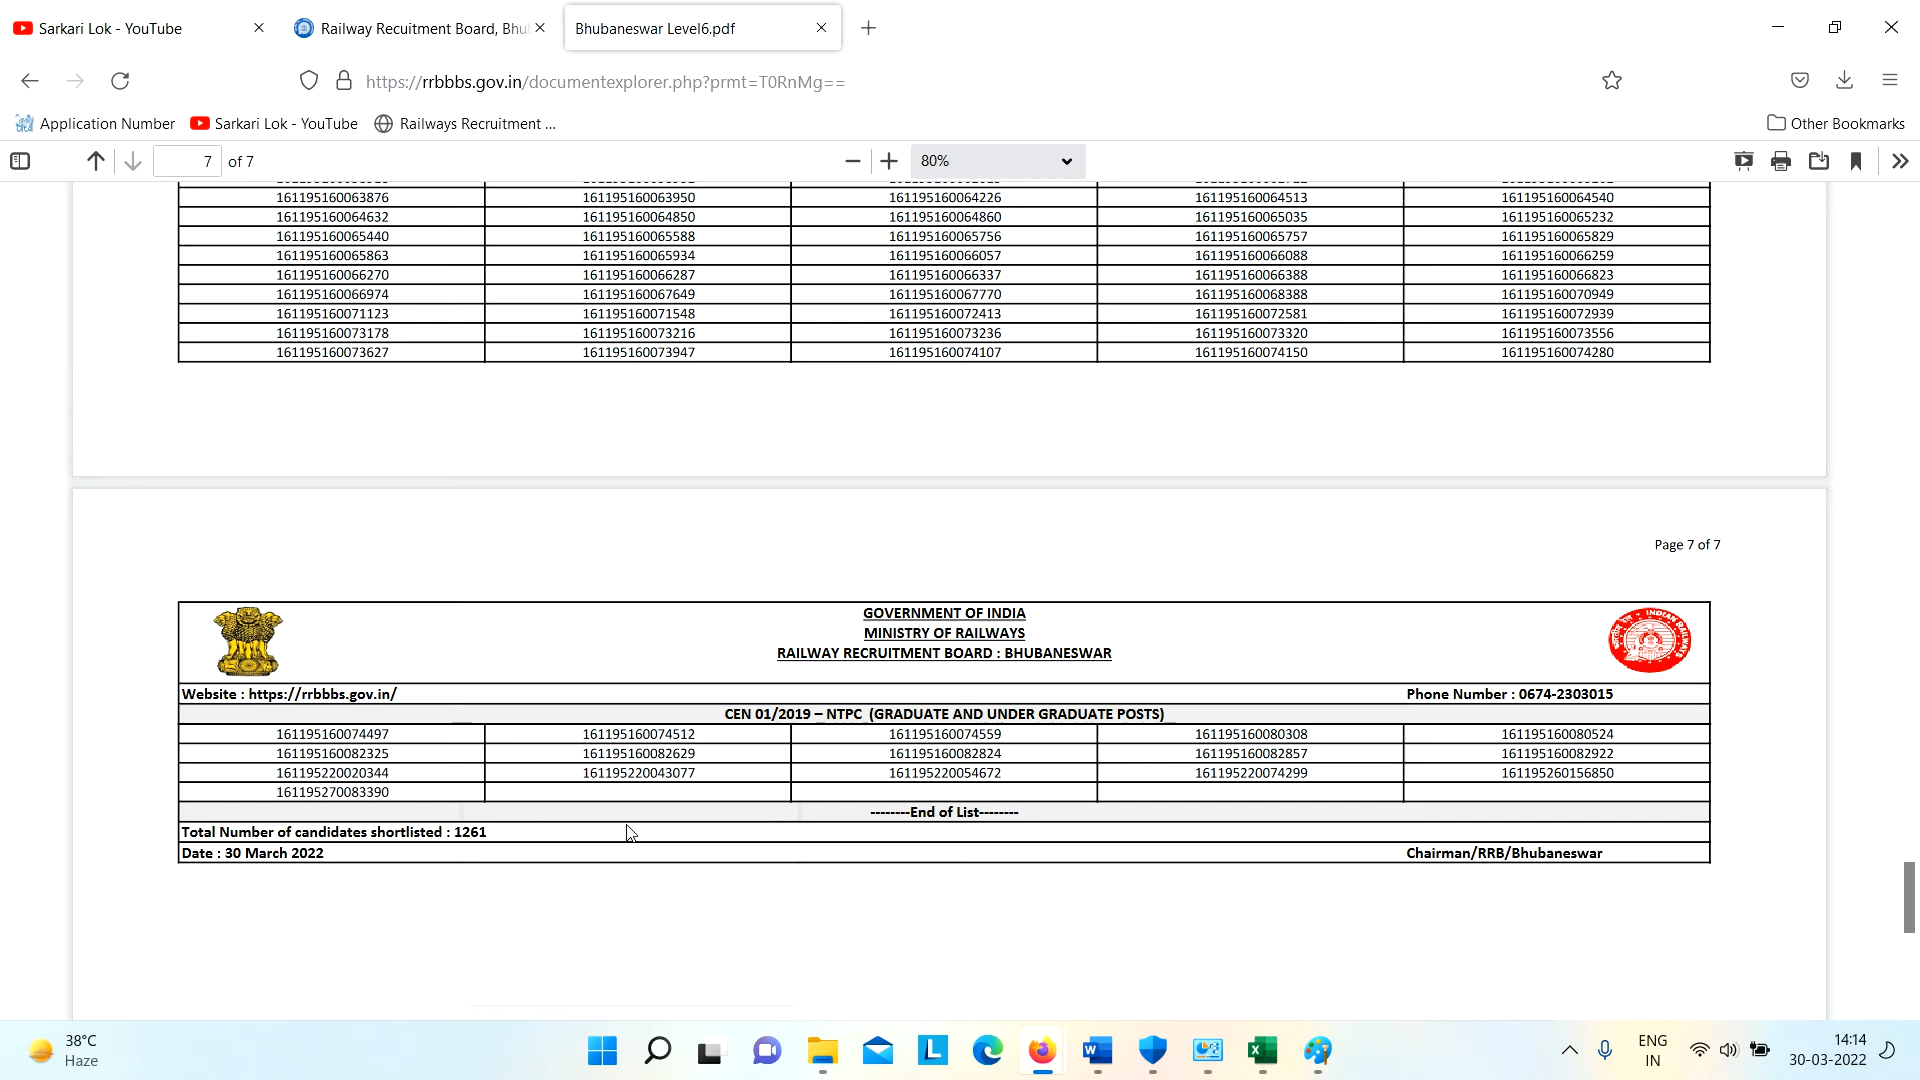 Sarkari Lok - YouTube
Railway Recuitment Board, Bhu
Bhubaneswar Level6.pdf
https://rrbbbs.gov.in/documentexplorer.php?prmt=T0RnMg==
Application Number
Sarkari Lok - YouTube
Railways Recruitment ...
Other Bookmarks
7 of 7
80%
161195160063876 161195160063950 161195160064226 161195160064513 161195160064540
161195160064632 161195160064850 161195160064860 161195160065035 161195160065232
161195160065440 161195160065588 161195160065756 161195160065757 161195160065829
161195160065863 161195160065934 161195160066057 161195160066088 161195160066259
161195160066270 161195160066287 161195160066337 161195160066388 161195160066823
161195160066974 161195160067649 161195160067770 161195160068388 161195160070949
161195160071123 161195160071548 161195160072413 161195160072581 161195160072939
161195160073178 161195160073216 161195160073236 161195160073320 161195160073556
161195160073627 161195160073947 161195160074107 161195160074150 161195160074280
Page 7 of 7
GOVERNMENT OF INDIA
MINISTRY OF RAILWAYS
RAILWAY RECRUITMENT BOARD : BHUBANESWAR
Website : https://rrbbbs.gov.in/ Phone Number : 0674-2303015
CEN 01/2019 – NTPC (GRADUATE AND UNDER GRADUATE POSTS)
161195160074497 161195160074512 161195160074559 161195160080308 161195160080524
161195160082325 161195160082629 161195160082824 161195160082857 161195160082922
161195220020344 161195220043077 161195220054672 161195220074299 161195260156850
161195270083390
--------End of List--------
Total Number of candidates shortlisted : 1261
Date : 30 March 2022 Chairman/RRB/Bhubaneswar
38°C
Haze
ENG
IN
14:14
30-03-2022